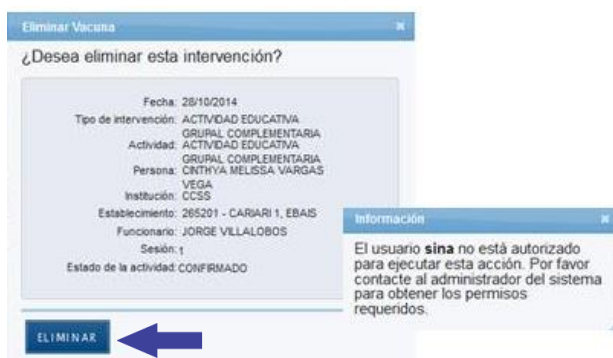 Eliminar Vacuna
¿Desea eliminar esta intervención?
Fecha: 28/10/2014
Tipo de intervención: ACTIVIDAD EDUCATIVA
GRUPAL COMPLEMENTARIA
Actividad: ACTIVIDAD EDUCATIVA
GRUPAL COMPLEMENTARIA
Persona: CINTHYA MELISSA VARGAS
VEGA
Institución: CCSS
Establecimiento: 265201 - CARIARI 1, EBAIS
Funcionario: JORGE VILLALOBOS
Sesión: 1
Estado de la actividad: CONFIRMADO
ELIMINAR
Información
El usuario sina no está autorizado
para ejecutar esta acción. Por favor
contacte al administrador del sistema
para obtener los permisos
requeridos.